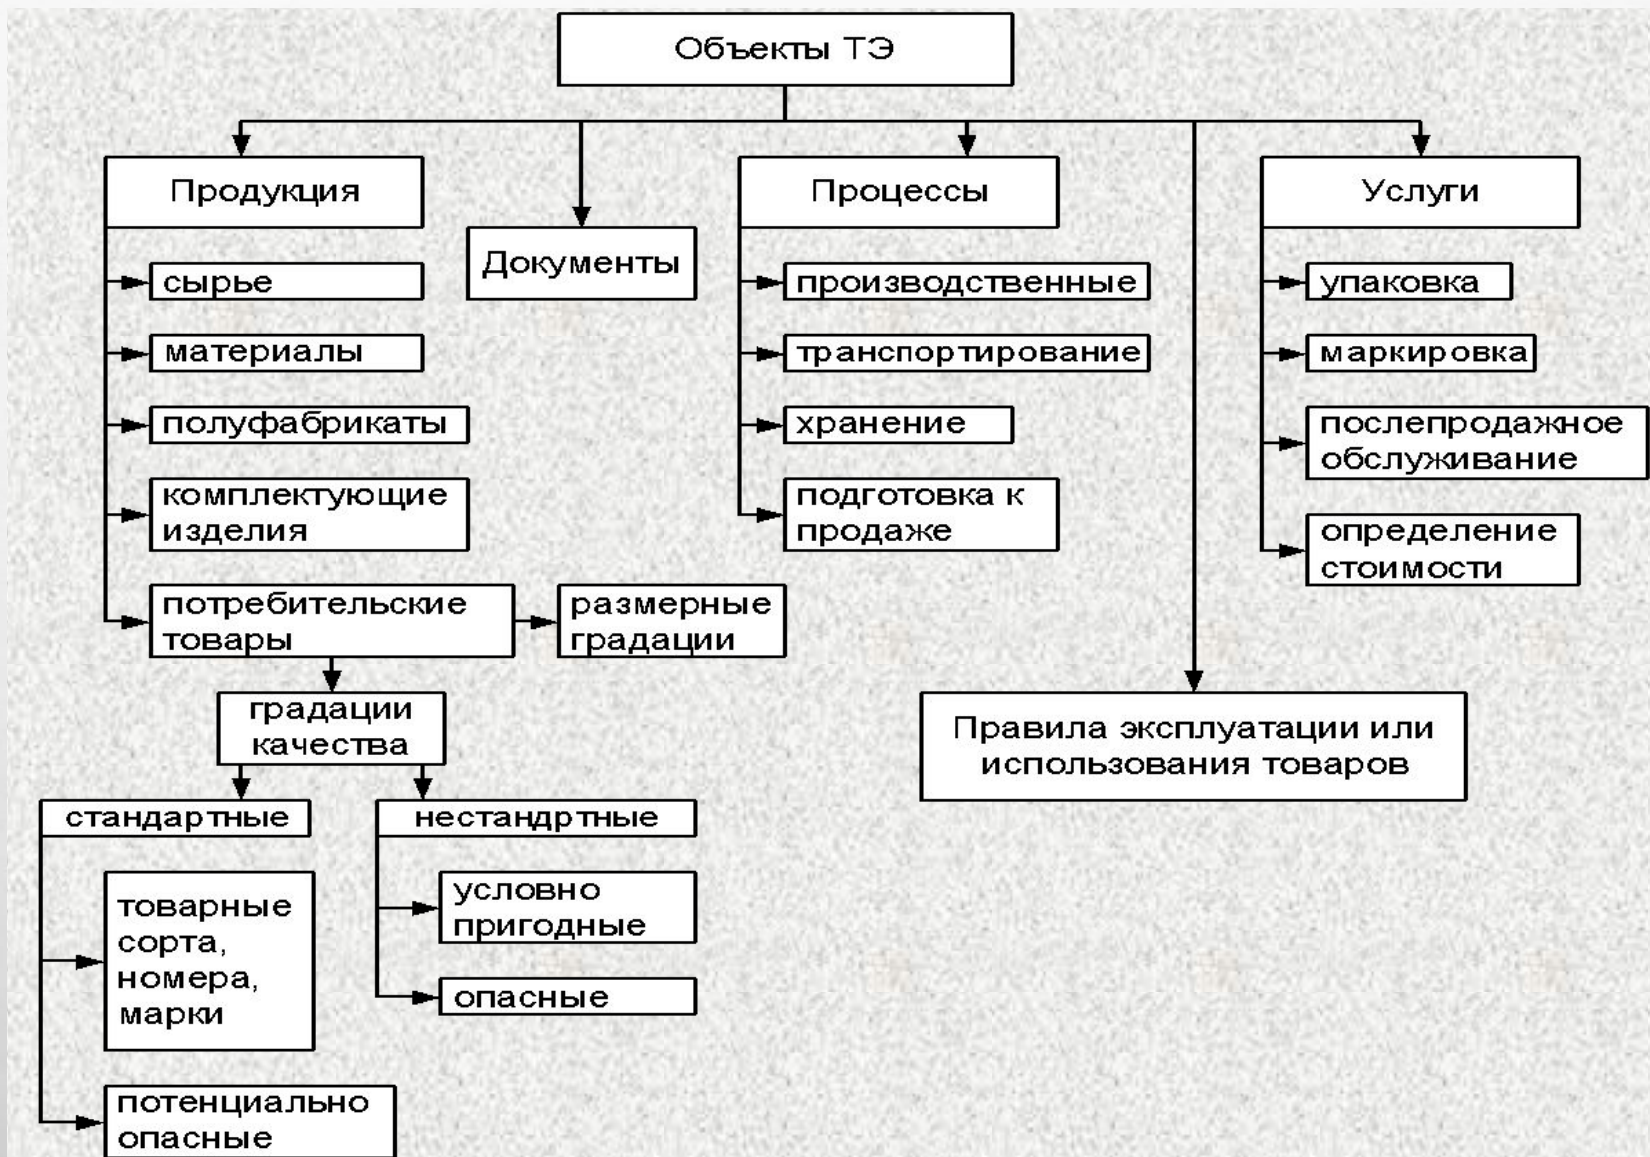 Объекты ТЭ
Продукция
сырье
материалы
полуфабрикаты
комплектующие
изделия
потребительские
товары
размерные
градации
градации
качества
стандартные
товарные
сорта,
номера,
марки
потенциально
опасные
нестандртные
условно
пригодные
опасные
Документы
Процессы
производственные
транспортирование
хранение
подготовка к
продаже
Правила эксплуатации или
использования товаров
Услуги
упаковка
маркировка
послепродажное
обслуживание
определение
стоимости